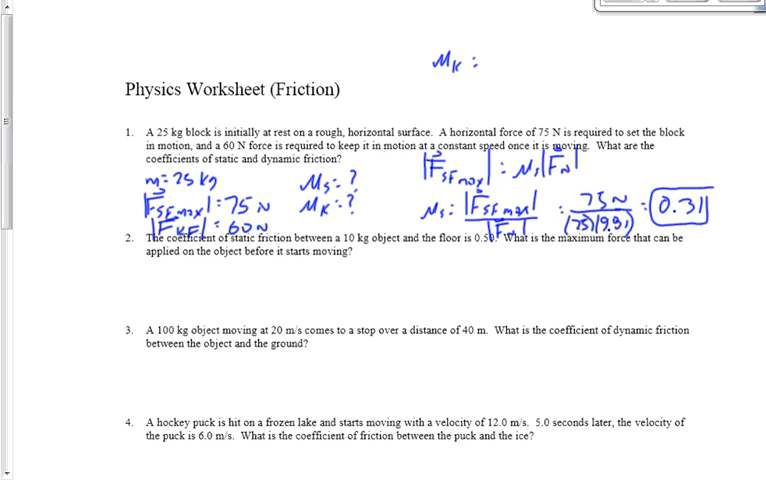 μK :
Physics Worksheet (Friction)
1. A 25 kg block is initially at rest on a rough, horizontal surface. A horizontal force of 75 N is required to set the block
in motion, and a 60 N force is required to keep it in motion at a constant speed once it is moving. What are the
coefficients of static and dynamic friction?
m = 25 kg
|F⃗SFmax| = 75 N
|F⃗KF| = 60 N
μs = ?
μK = ?
|F⃗SFmax| = μs|F⃗N|
μs = |F⃗SFmax| / |F⃗N| = 75 N / (25)(9.81) = 0.31
2. The coefficient of static friction between a 10 kg object and the floor is 0.50. What is the maximum force that can be
applied on the object before it starts moving?
3. A 100 kg object moving at 20 m/s comes to a stop over a distance of 40 m. What is the coefficient of dynamic friction
between the object and the ground?
4. A hockey puck is hit on a frozen lake and starts moving with a velocity of 12.0 m/s. 5.0 seconds later, the velocity of
the puck is 6.0 m/s. What is the coefficient of friction between the puck and the ice?